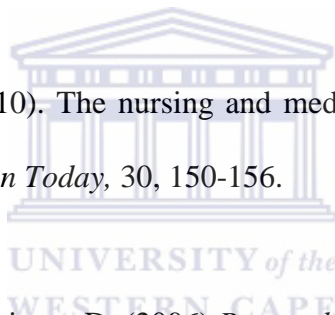 10). The nursing and med
n Today, 30, 150-156.
UNIVERSITY of the
WESTERN CAPE
D. (2006)